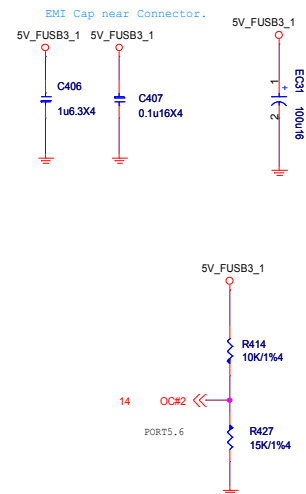 EMI Cap near Connector.
5V_FUSB3_1
5V_FUSB3_1
5V_FUSB3_1
C406
1u6.3X4
C407
0.1u16X4
1
+
2
EC31
100u16
5V_FUSB3_1
R414
10K/1%4
14 OC#2
PORT5.6
R427
15K/1%4